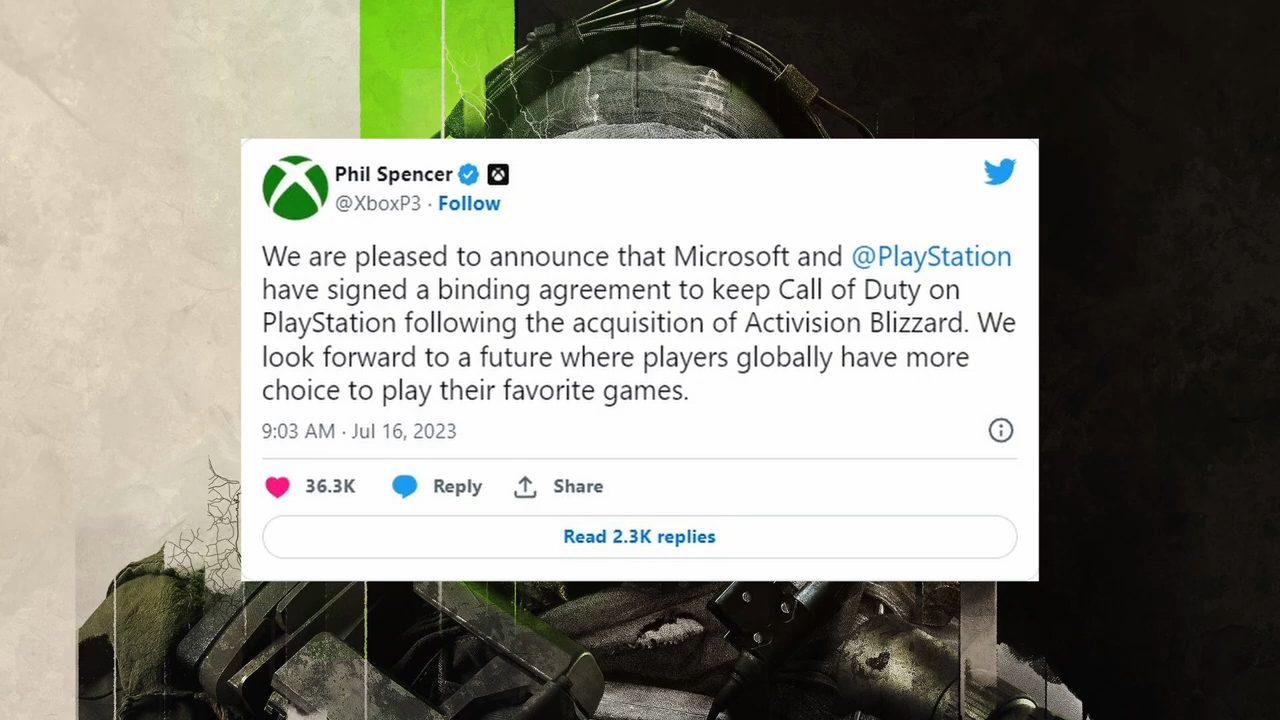 Phil Spencer
@XboxP3 · Follow
We are pleased to announce that Microsoft and @PlayStation
have signed a binding agreement to keep Call of Duty on
PlayStation following the acquisition of Activision Blizzard. We
look forward to a future where players globally have more
choice to play their favorite games.
9:03 AM · Jul 16, 2023
36.3K Reply Share
Read 2.3K replies